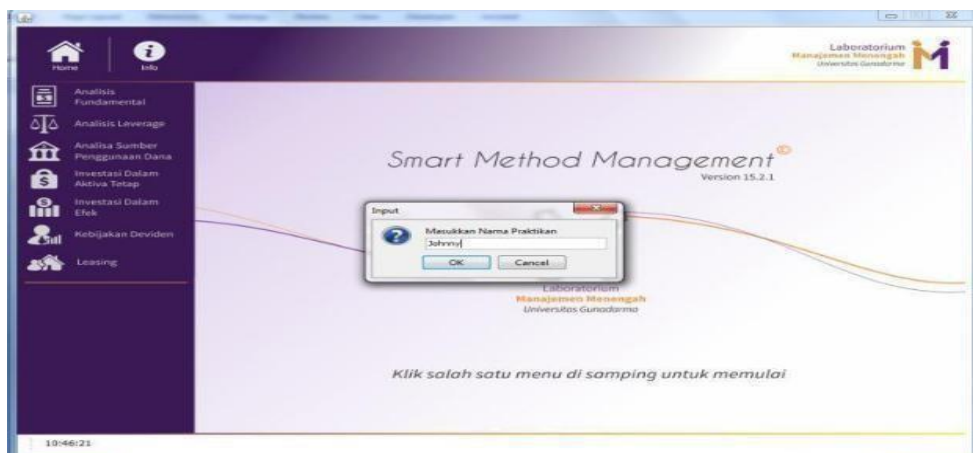 Home
Info
Laboratorium
Manajemen Menengah
Universitas Gunadarma
Analisis
Fundamental
Analisis Leverage
Analisa Sumber
Penggunaan Dana
Investasi Dalam
Aktiva Tetap
Investasi Dalam
Efek
Kebijakan Deviden
Leasing
Smart Method Management©
Version 15.2.1
Input
Masukkan Nama Praktikan
Johnny
OK
Cancel
Laboratorium
Manajemen Menengah
Universitas Gunadarma
Klik salah satu menu di samping untuk memulai
10:46:21